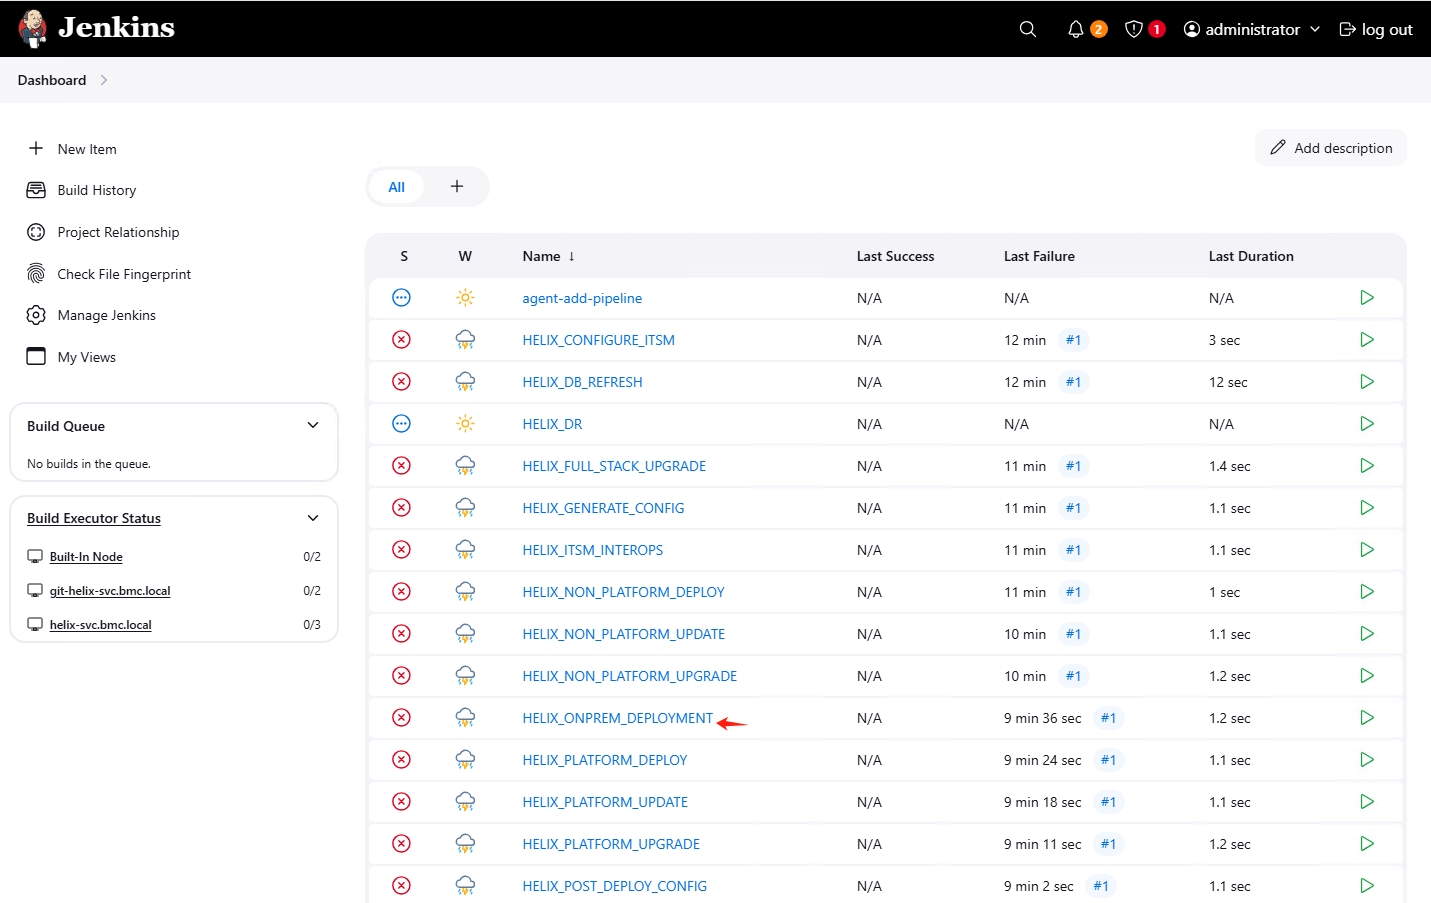 Jenkins
2
1
administrator
log out
Dashboard
New Item
Build History
Project Relationship
Check File Fingerprint
Manage Jenkins
My Views
Build Queue
No builds in the queue.
Build Executor Status
Built-In Node 0/2
git-helix-svc.bmc.local 0/2
helix-svc.bmc.local 0/3
Add description
All +
S W Name ↓ Last Success Last Failure Last Duration
agent-add-pipeline N/A N/A N/A
HELIX_CONFIGURE_ITSM N/A 12 min #1 3 sec
HELIX_DB_REFRESH N/A 12 min #1 12 sec
HELIX_DR N/A N/A N/A
HELIX_FULL_STACK_UPGRADE N/A 11 min #1 1.4 sec
HELIX_GENERATE_CONFIG N/A 11 min #1 1.1 sec
HELIX_ITSM_INTEROPS N/A 11 min #1 1.1 sec
HELIX_NON_PLATFORM_DEPLOY N/A 11 min #1 1 sec
HELIX_NON_PLATFORM_UPDATE N/A 10 min #1 1.1 sec
HELIX_NON_PLATFORM_UPGRADE N/A 10 min #1 1.2 sec
HELIX_ONPREM_DEPLOYMENT N/A 9 min 36 sec #1 1.2 sec
HELIX_PLATFORM_DEPLOY N/A 9 min 24 sec #1 1.1 sec
HELIX_PLATFORM_UPDATE N/A 9 min 18 sec #1 1.1 sec
HELIX_PLATFORM_UPGRADE N/A 9 min 11 sec #1 1.2 sec
HELIX_POST_DEPLOY_CONFIG N/A 9 min 2 sec #1 1.1 sec